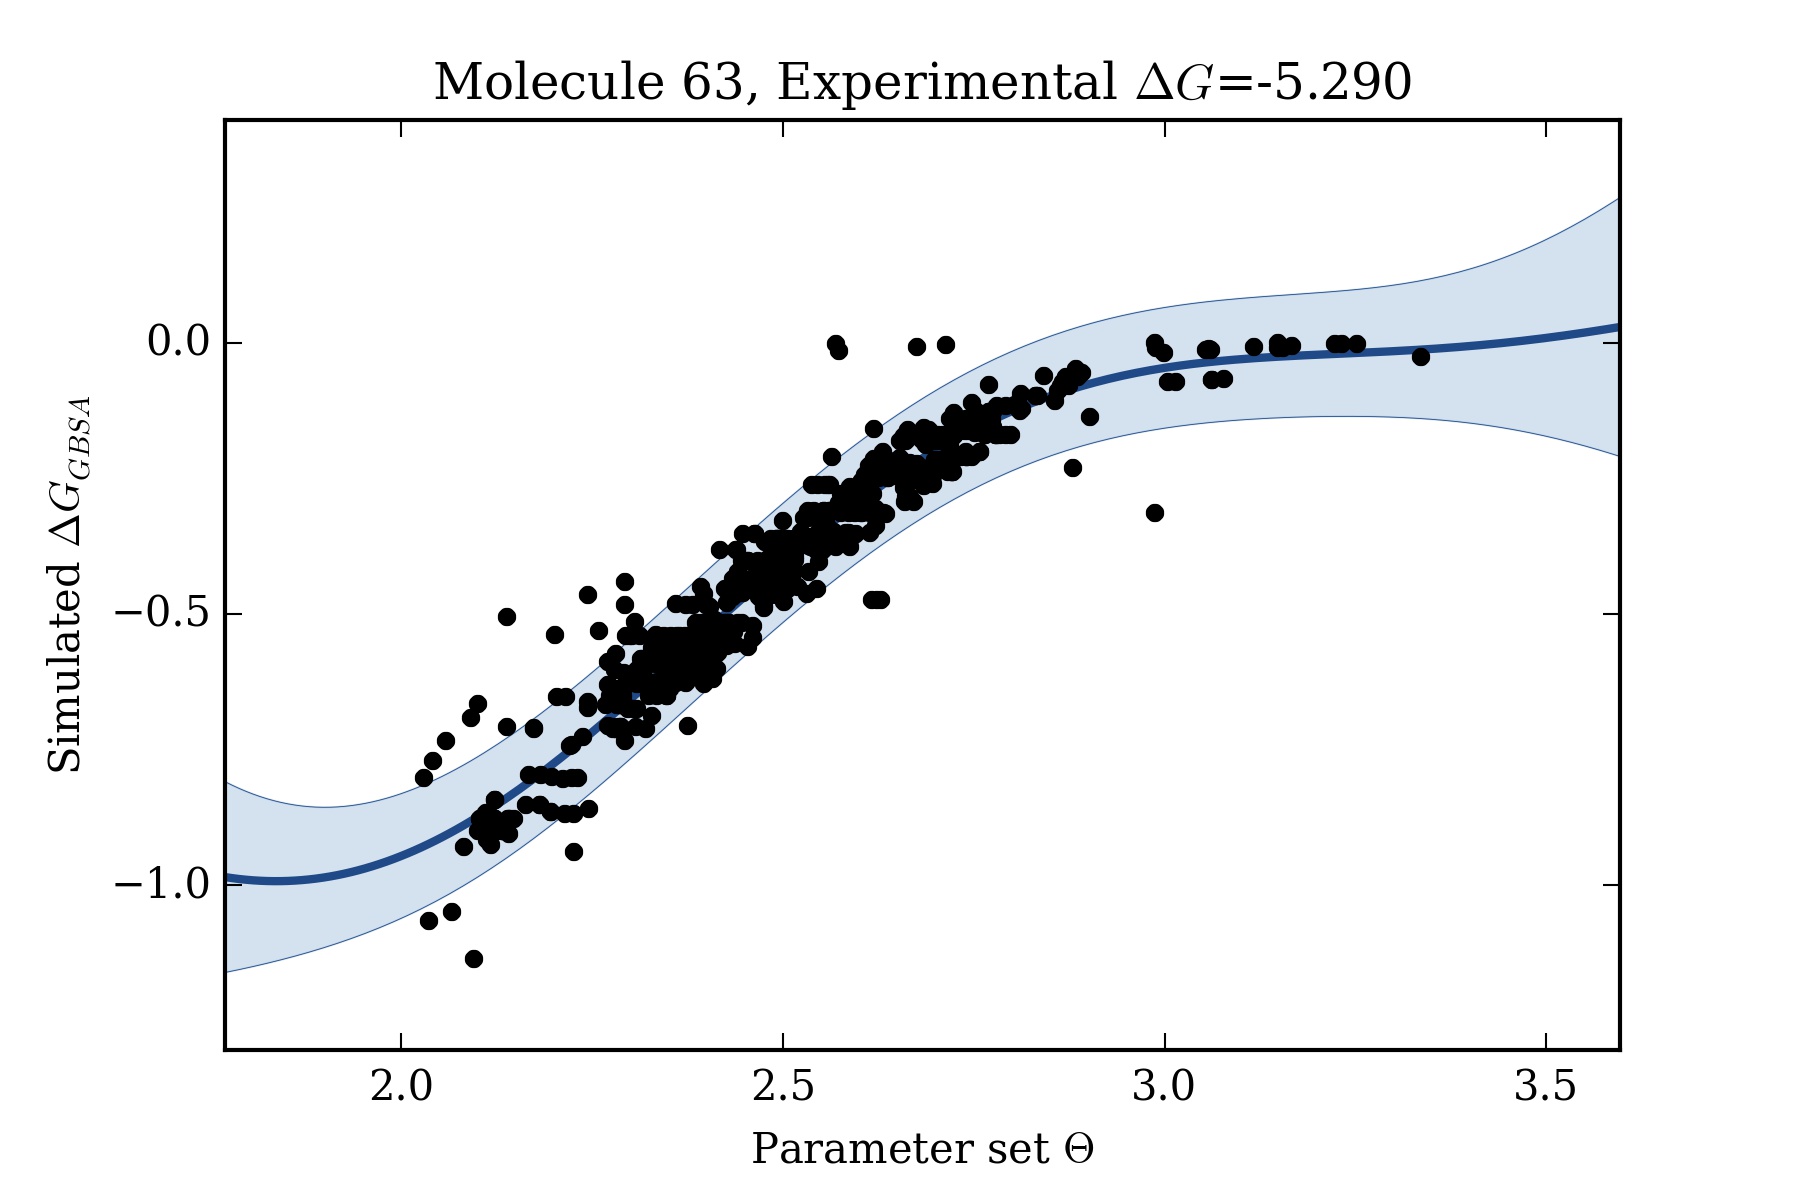 Molecule 63, Experimental ΔG=-5.290
Simulated ΔG_GBSA
0.0
−0.5
−1.0
2.0 2.5 3.0 3.5
Parameter set Θ